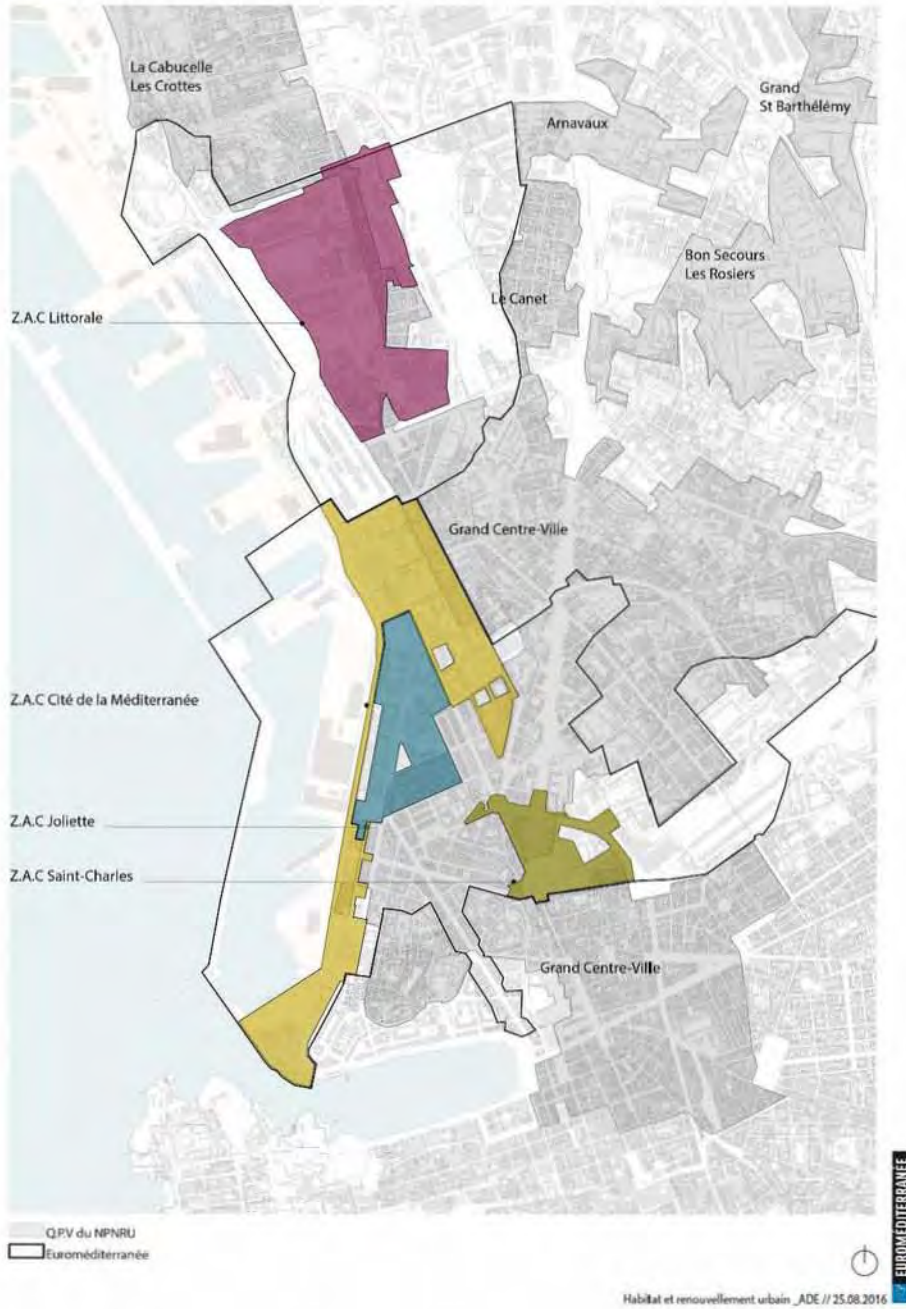 La Cabucelle
Les Crottes
Grand
St Barthélémy
Arnavaux
Bon Secours
Les Rosiers
Le Canet
Z.A.C Littorale
Grand Centre-Ville
Z.A.C Cité de la Méditerranée
Z.A.C Joliette
Z.A.C Saint-Charles
Grand Centre-Ville
Q.P.V du NPNRU
Euroméditerranée
EUROMÉDITERRANÉE
Habitat et renouvellement urbain _ADE // 25.08.2016